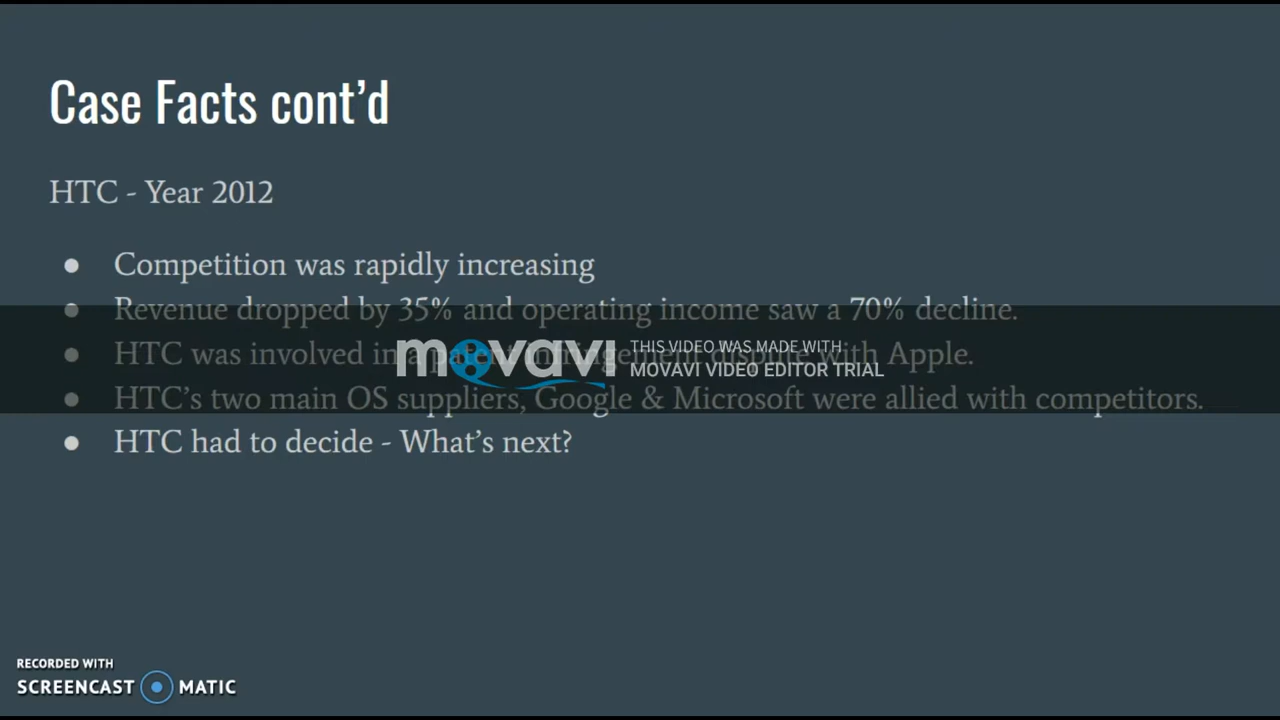 Case Facts cont'd
HTC - Year 2012
● Competition was rapidly increasing
● Revenue dropped by 35% and operating income saw a 70% decline.
● HTC was involved in a patent infringement dispute with Apple.
movavi
THIS VIDEO WAS MADE WITH
MOVAVI VIDEO EDITOR TRIAL
● HTC's two main OS suppliers, Google & Microsoft were allied with competitors.
● HTC had to decide - What's next?
RECORDED WITH
SCREENCAST MATIC